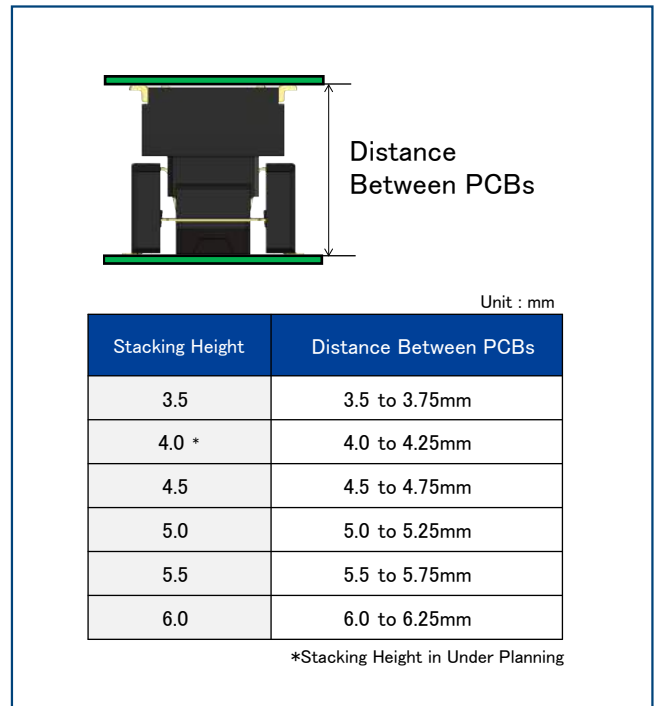 Distance
Between PCBs
Unit : mm
Stacking Height Distance Between PCBs
3.5 3.5 to 3.75mm
4.0 * 4.0 to 4.25mm
4.5 4.5 to 4.75mm
5.0 5.0 to 5.25mm
5.5 5.5 to 5.75mm
6.0 6.0 to 6.25mm
*Stacking Height in Under Planning